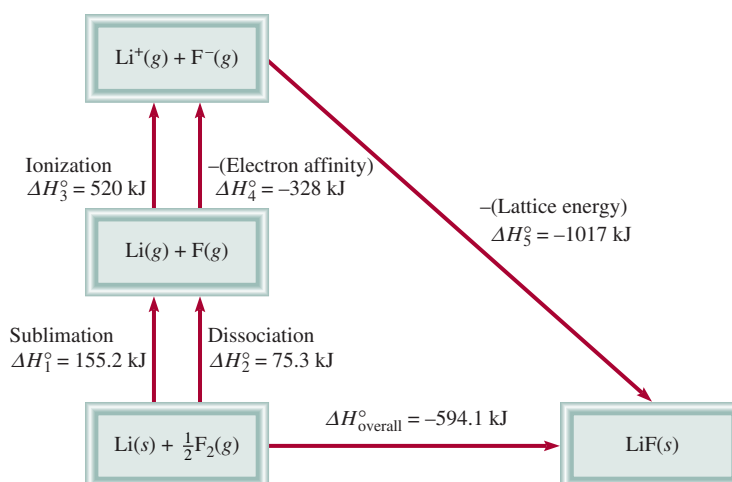 Li⁺(g) + F⁻(g)
Ionization
ΔH°₃ = 520 kJ
–(Electron affinity)
ΔH°₄ = –328 kJ
–(Lattice energy)
ΔH°₅ = –1017 kJ
Li(g) + F(g)
Sublimation
ΔH°₁ = 155.2 kJ
Dissociation
ΔH°₂ = 75.3 kJ
ΔH°overall = –594.1 kJ
Li(s) + ½F₂(g)
LiF(s)